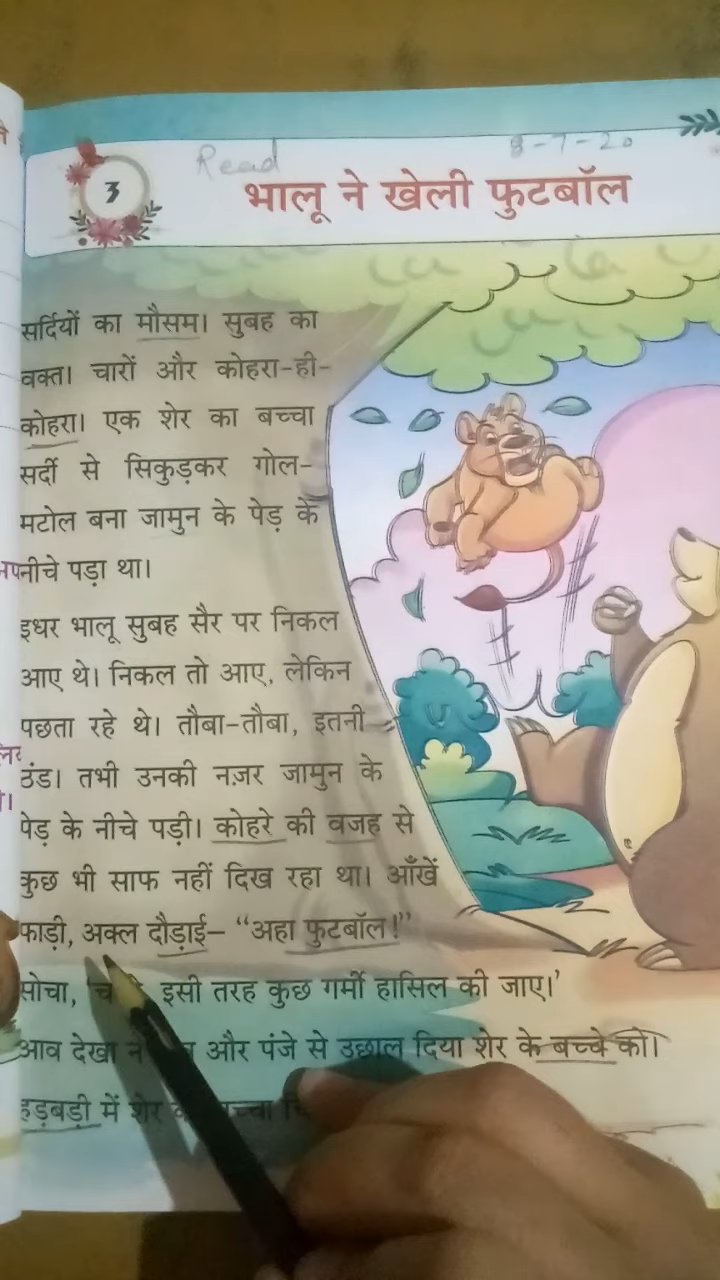 Read 8-7-20
3
भालू ने खेली फुटबॉल
सर्दियों का मौसम। सुबह का
वक्त। चारों और कोहरा-ही-
कोहरा। एक शेर का बच्चा
सर्दी से सिकुड़कर गोल-
मटोल बना जामुन के पेड़ के
नीचे पड़ा था।
इधर भालू सुबह सैर पर निकल
आए थे। निकल तो आए, लेकिन
पछता रहे थे। तौबा-तौबा, इतनी
ठंड। तभी उनकी नज़र जामुन के
पेड़ के नीचे पड़ी। कोहरे की वजह से
कुछ भी साफ नहीं दिख रहा था। आँखें
फाड़ी, अक्ल दौड़ाई– “अहा फुटबॉल!”
सोचा, इसी तरह कुछ गर्मी हासिल की जाए।’
आव देखा और पंजे से उछाल दिया शेर के बच्चे को।
हड़बड़ी में शेर